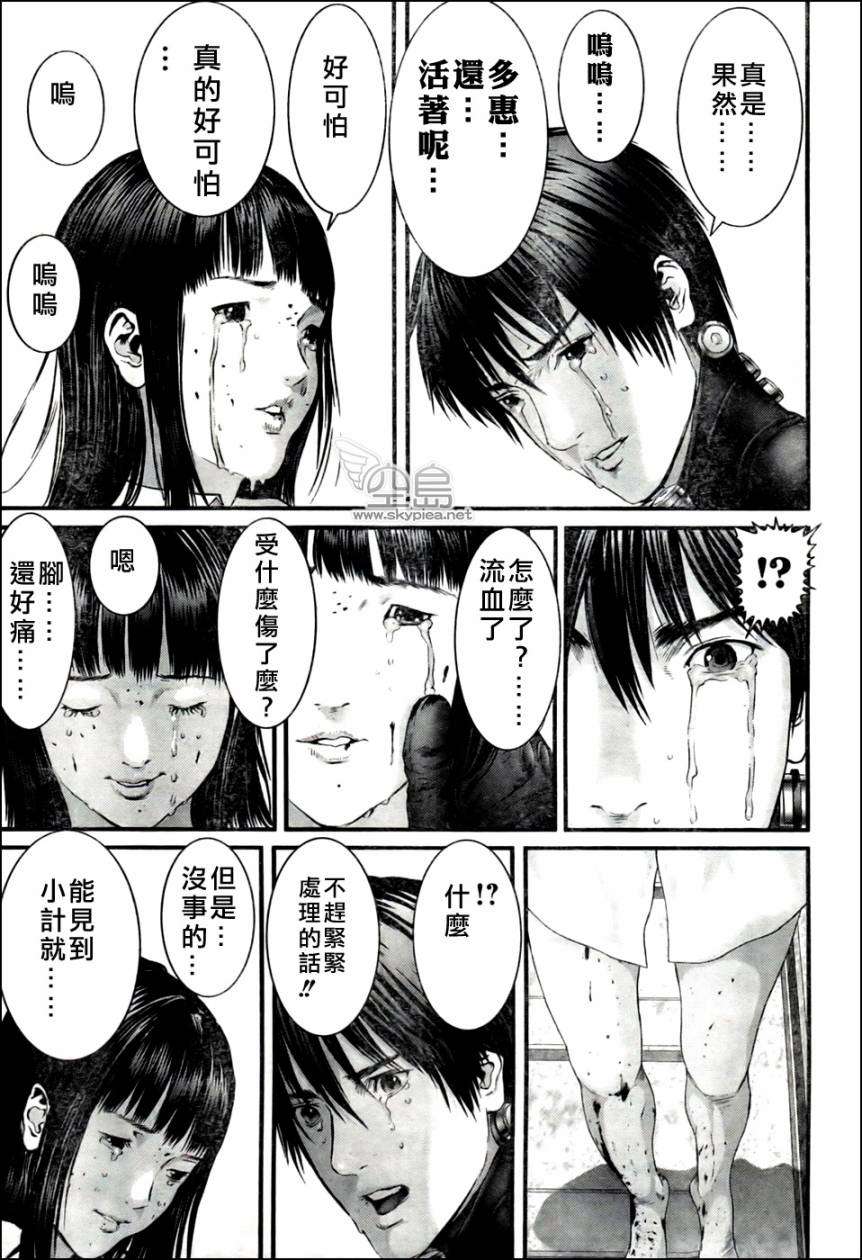 真是……
果然……
嗚嗚……
多惠…
還…
活著呢…
好可怕
真的好可怕
…
嗚
嗚嗚
空島
www.skypiea.net
!?
怎麼了?……
流血了
受什麼傷了麼?
嗯
腳……
還好痛……
!?
什麼
不趕緊緊
處理的話!!
但是…
沒事的…
能見到
小計就……